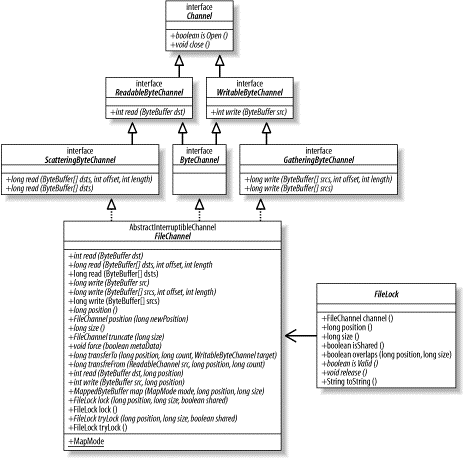 interface
Channel
+boolean is Open ()
+void close ()
interface
ReadableByteChannel
+int read (ByteBuffer dst)
interface
WritableByteChannel
+int write (ByteBuffer src)
interface
ScatteringByteChannel
+long read (ByteBuffer[] dsts, int offset, int length)
+long read (ByteBuffer[] dsts)
interface
ByteChannel
interface
GatheringByteChannel
+long write (ByteBuffer[] srcs, int offset, int length)
+long write (ByteBuffer[] srcs)
AbstractInterruptibleChannel
FileChannel
+int read (ByteBuffer dst)
+long read (ByteBuffer[] dsts, int offset, int length
+long read (ByteBuffer[] dsts)
+long write (ByteBuffer src)
+long write (ByteBuffer[] srcs, int offset, int length)
+long write (ByteBuffer[] srcs)
+long position ()
+FileChannel position (long newPosition)
+long size ()
+FileChannel truncate (long size)
+void force (boolean metaData)
+long transferTo (long position, long count, WritableByteChannel target)
+long transfreFrom (ReadableChannel src, long position, long count)
+int read (ByteBuffer dst, long position)
+int write (ByteBuffer src, long position)
+MappedByteBuffer map (MapMode mode, long position, long size)
+FileLock lock (long position, long size, boolean shared)
+FileLock lock ()
+FileLock tryLock (long position, long size, boolean shared)
+FileLock tryLock ()
+MapMode
FileLock
+FileChannel channel ()
+long position ()
+long size ()
+boolean isShared ()
+boolean overlaps (long position, long size)
+boolean is Valid ()
+void release ()
+String toString ()